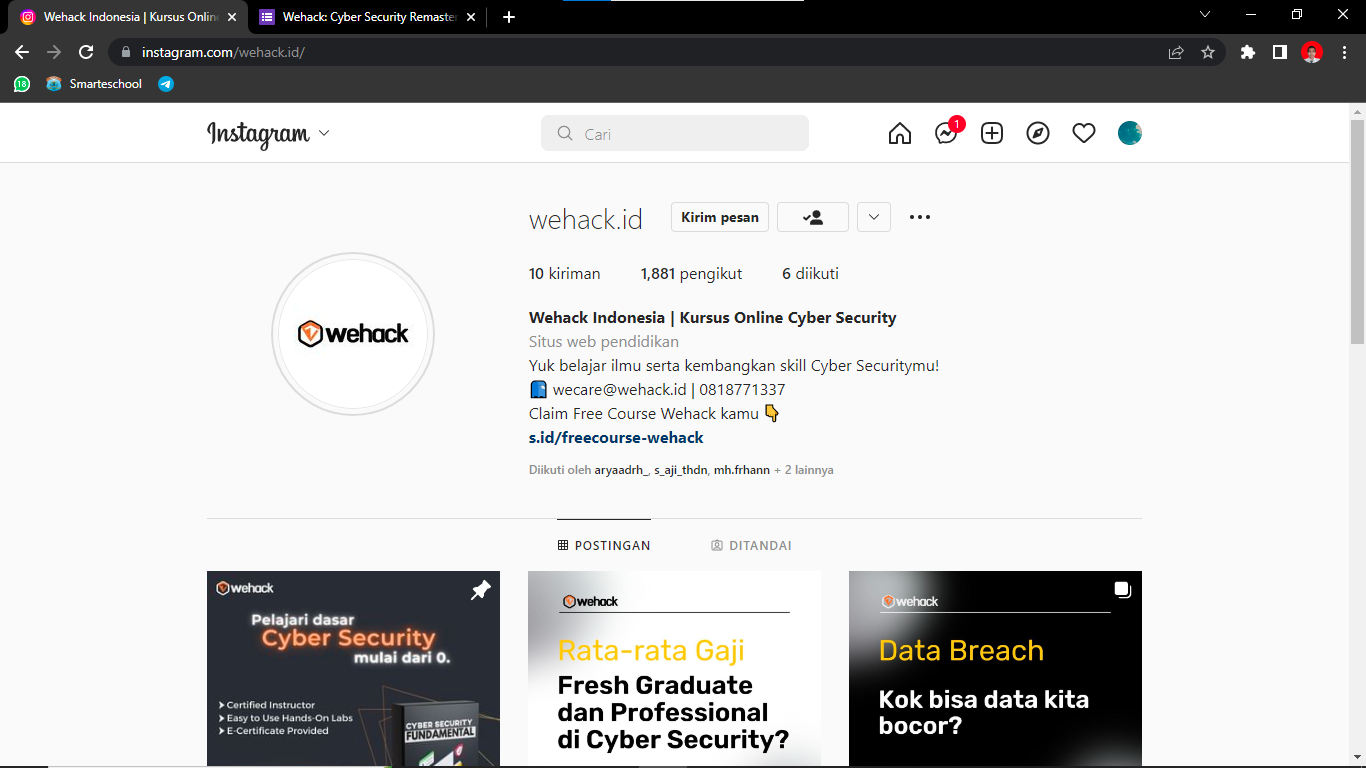 Wehack Indonesia | Kursus Onlin
Wehack: Cyber Security Remaster
instagram.com/wehack.id/
18
Smarteschool
Instagram
Cari
1
wehack.id
Kirim pesan
10 kiriman
1,881 pengikut
6 diikuti
wehack
Wehack Indonesia | Kursus Online Cyber Security
Situs web pendidikan
Yuk belajar ilmu serta kembangkan skill Cyber Securitymu!
📘 wecare@wehack.id | 0818771337
Claim Free Course Wehack kamu 👇
s.id/freecourse-wehack
Diikuti oleh aryaadrh_, s_aji_thdn, mh.frhann + 2 lainnya
POSTINGAN
DITANDAI
wehack
Pelajari dasar
Cyber Security
mulai dari 0.
Certified Instructor
Easy to Use Hands-On Labs
E-Certificate Provided
CYBER SECURITY
FUNDAMENTAL
wehack
Rata-rata Gaji
Fresh Graduate
dan Professional
di Cyber Security?
wehack
Data Breach
Kok bisa data kita
bocor?